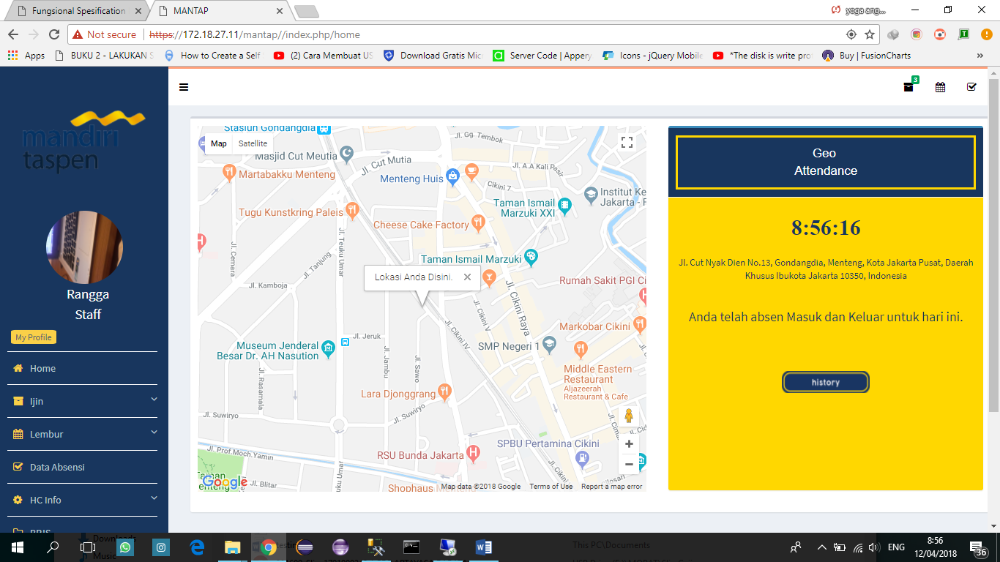 Fungsional Spesification
MANTAP
yoga ang...
Not secure
https://172.18.27.11/mantap//index.php/home
Apps
BUKU 2 - LAKUKAN S
How to Create a Self
(2) Cara Membuat US
Download Gratis Mic
Server Code | Appery
Icons - jQuery Mobile
*The disk is write pro
Buy | FusionCharts
»
mandiri
taspen
Rangga
Staff
My Profile
Home
Ijin
Lembur
Data Absensi
HC Info
3
Map
Satellite
Stasiun Gondangdia
Jl. Gg. Tembok
Masjid Cut Meutia
Jl. Cut Mutia
Jl. A.A Kali Pasir
Martabakku Menteng
Menteng Huis
Cikini 7
Institut Ke
Jakarta - F
Taman Ismail
Marzuki XXI
Tugu Kunstkring Paleis
Cheese Cake Factory
Jl. Cemara
Jl. Tanjung
Jl. Teuku Umar
Taman Ismail Marzuki
Lokasi Anda Disini.
Jl. Kamboja
Rumah Sakit PGI Ci
Jl. Cikini Raya
Jl. Cikini V
Markobar Cikini
Jl. Jeruk
Jl. Cikini IV
SMP Negeri 1
Museum Jenderal
Besar Dr. AH Nasution
Jl. Jambu
Jl. Sawo
Jl. Rasamala
Middle Eastern
Restaurant
Aljazeerah
Restaurant & Cafe
Lara Djonggrang
Jl. Suwiryo
Jl. Suwiryo
Jl. Prof.Moch.Yamin
SPBU Pertamina Cikini
RSU Bunda Jakarta
Jl. Blitar
Shophaus Menteng
Google
Map data ©2018 Google
Terms of Use
Report a map error
Geo
Attendance
8:56:16
Jl. Cut Nyak Dien No.13, Gondangdia, Menteng, Kota Jakarta Pusat, Daerah
Khusus Ibukota Jakarta 10350, Indonesia
Anda telah absen Masuk dan Keluar untuk hari ini.
history
Downloads
Music
This PC\Documents
ENG
8:56
12/04/2018
36